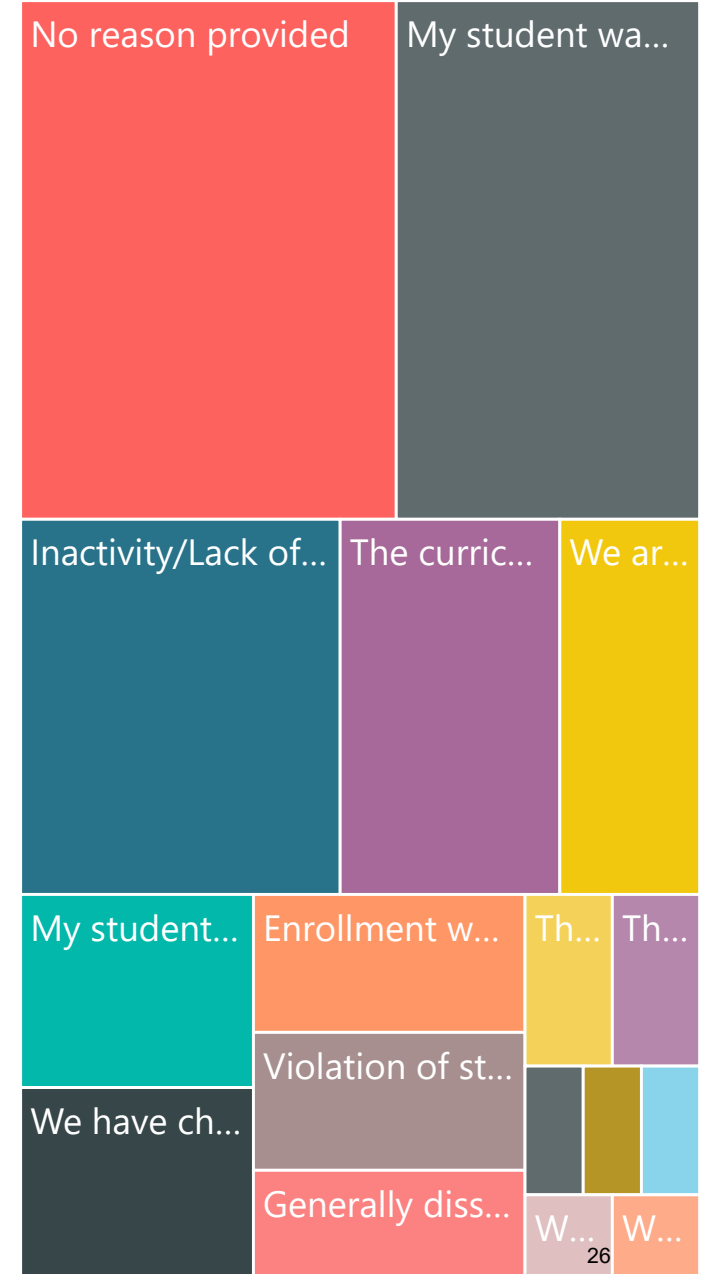 No reason provided
My student wa...
Inactivity/Lack of...
The curric...
We ar...
My student...
Enrollment w...
Th...
Th...
Violation of st...
We have ch...
Generally diss...
W...
W...
26